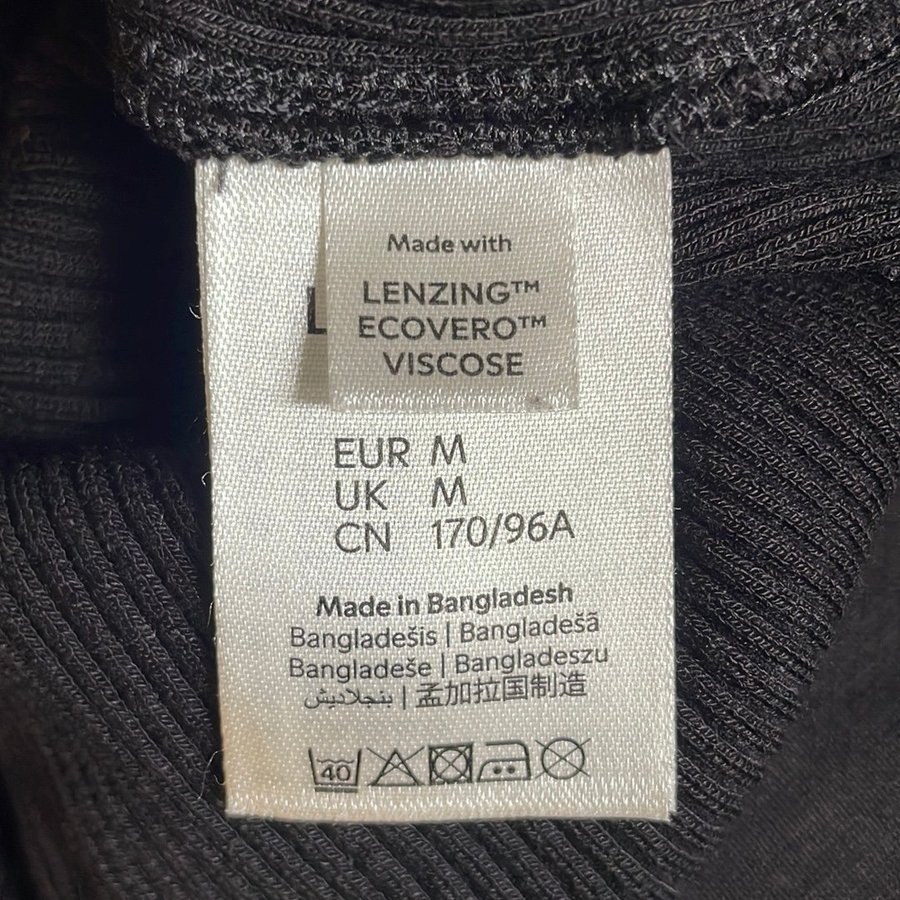 Made with
LENZING™
ECOVERO™
VISCOSE
EUR M
UK M
CN 170/96A
Made in Bangladesh
Bangladešis | Bangladešā
Bangladeše | Bangladeszu
بنجلاديش | 孟加拉国制造
40